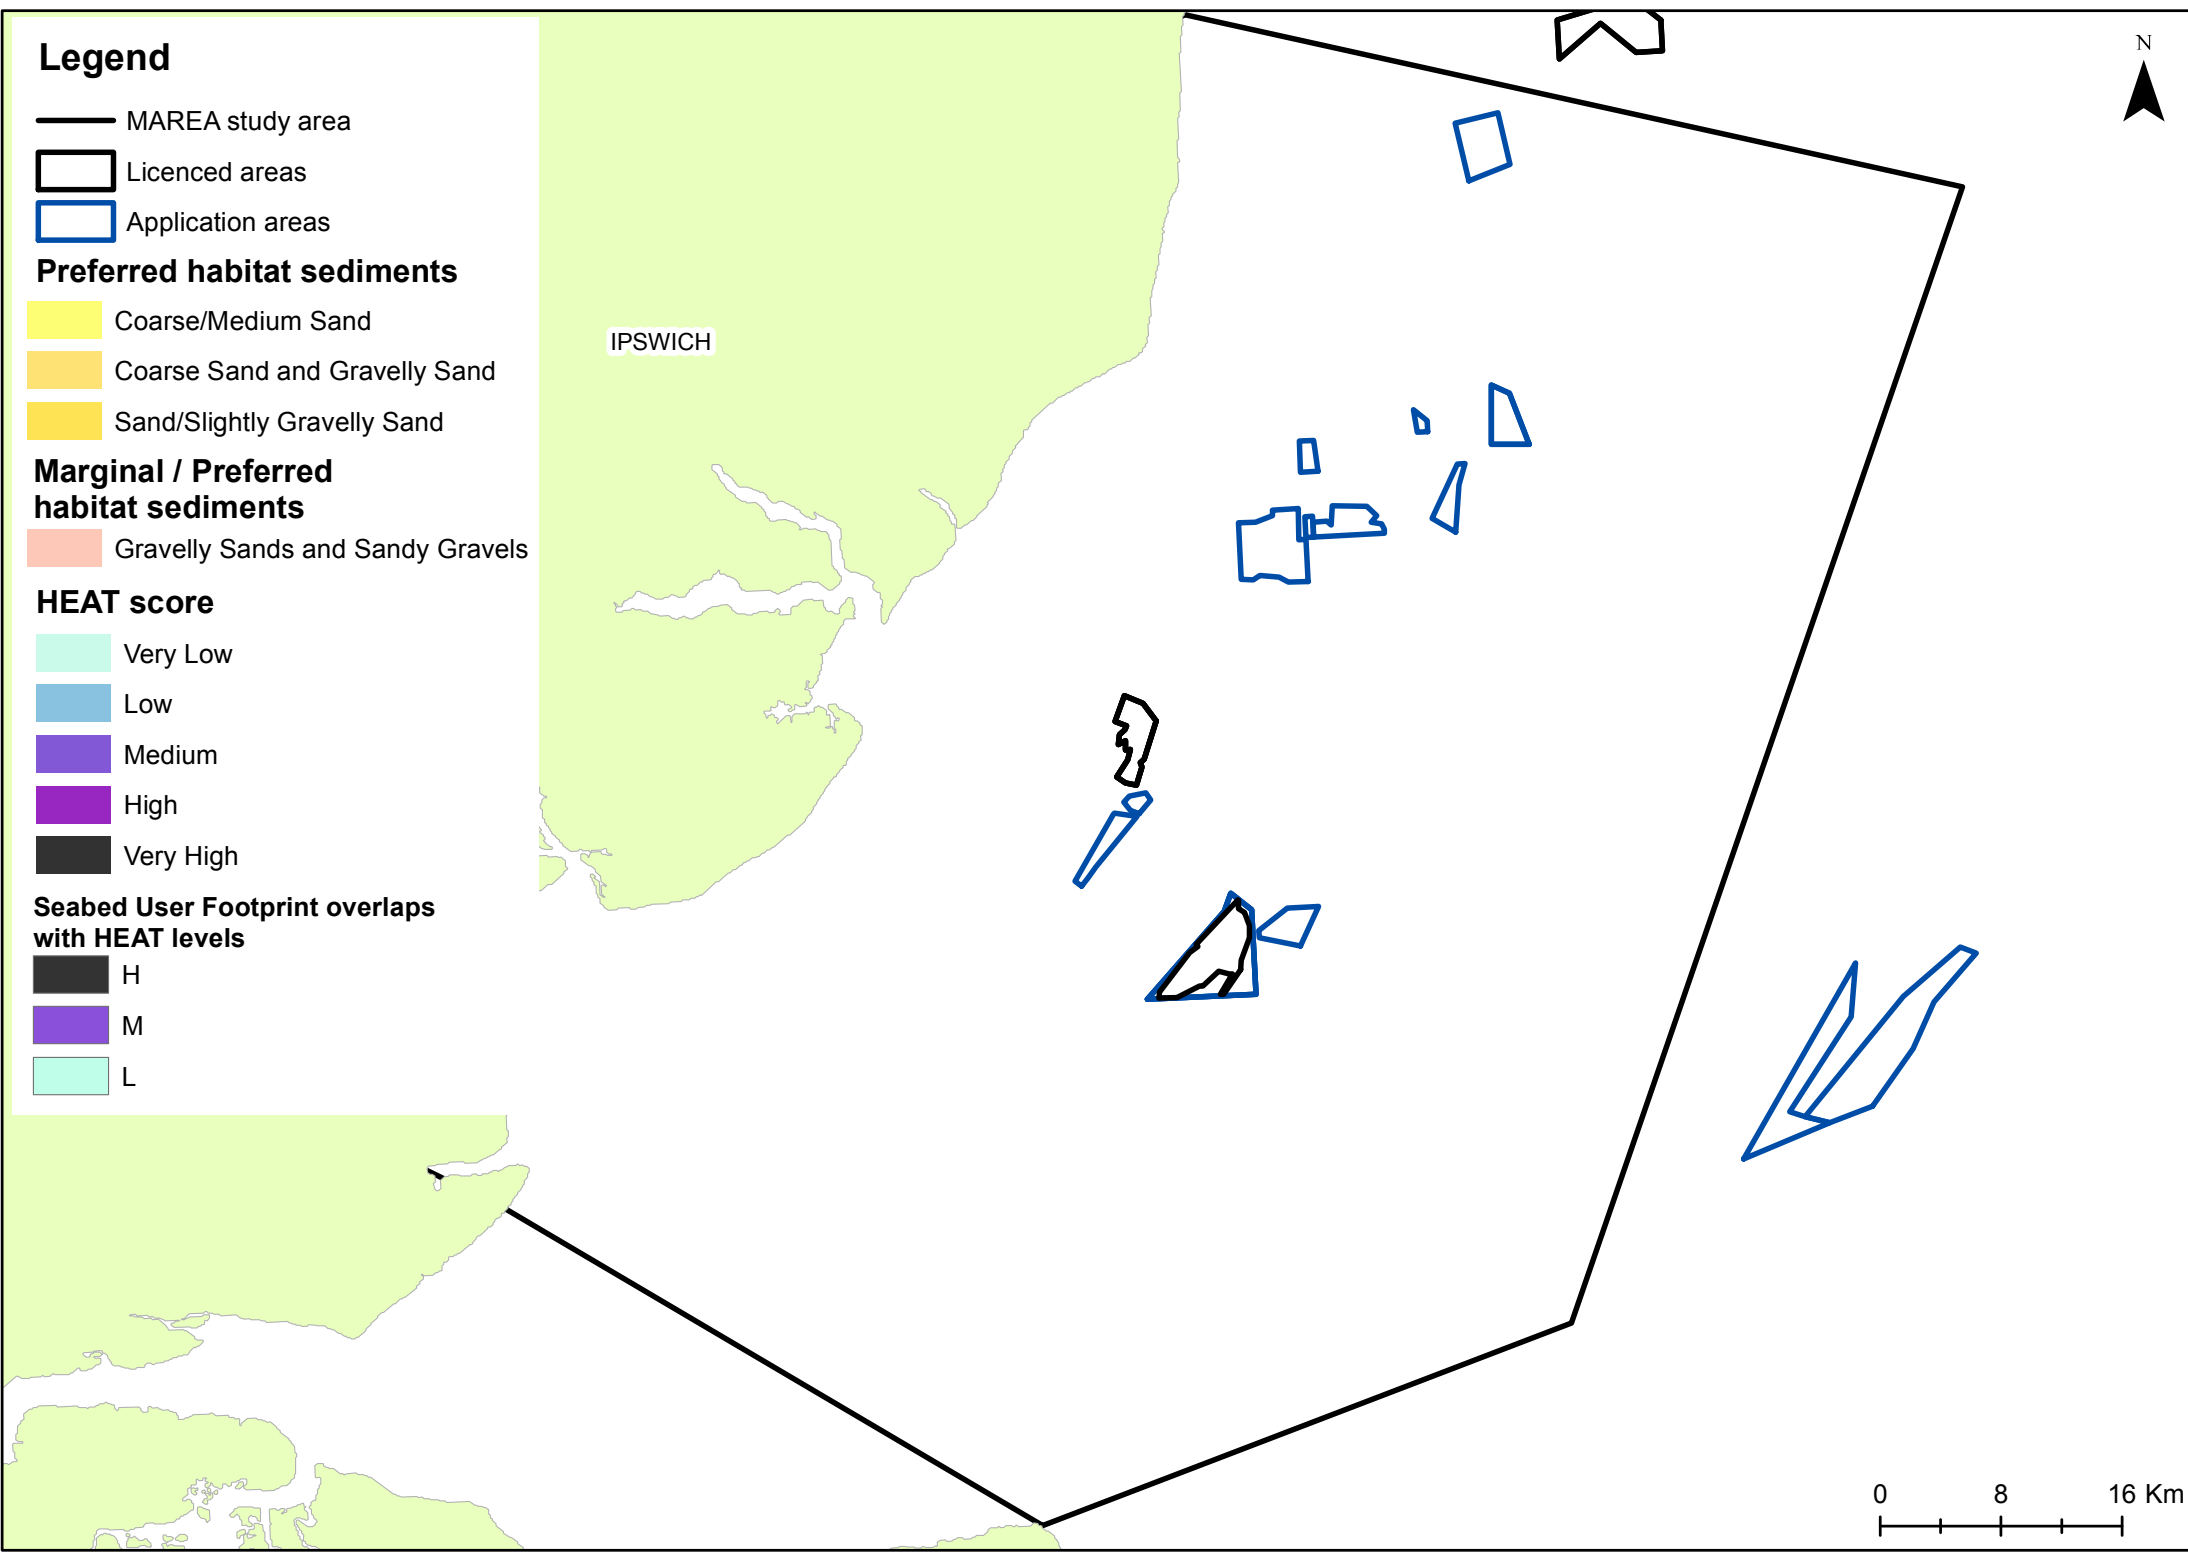 Legend
MAREA study area
Licenced areas
Application areas
Preferred habitat sediments
Coarse/Medium Sand
Coarse Sand and Gravelly Sand
Sand/Slightly Gravelly Sand
Marginal / Preferred
habitat sediments
Gravelly Sands and Sandy Gravels
HEAT score
Very Low
Low
Medium
High
Very High
Seabed User Footprint overlaps
with HEAT levels
H
M
L
IPSWICH
N
0 8 16 Km